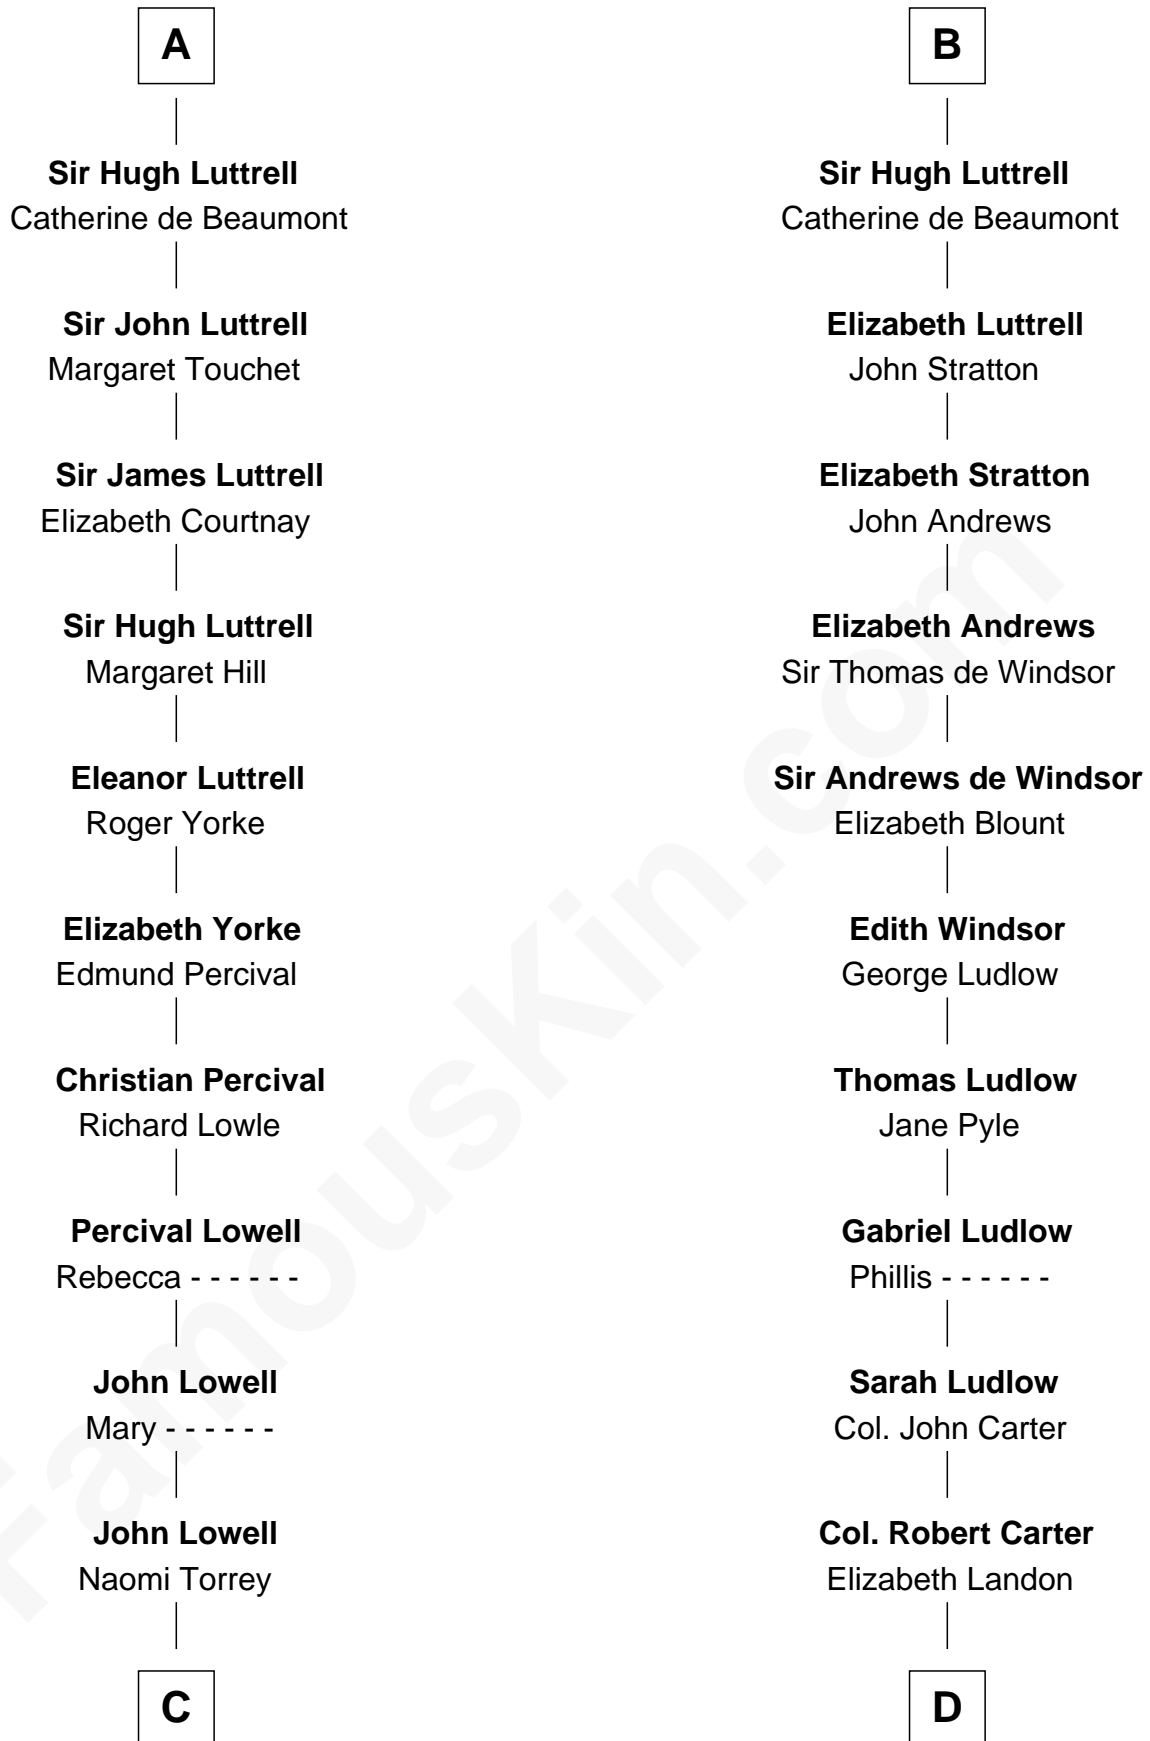 A
Sir Hugh Luttrell
Catherine de Beaumont
Sir John Luttrell
Margaret Touchet
Sir James Luttrell
Elizabeth Courtnay
Sir Hugh Luttrell
Margaret Hill
Eleanor Luttrell
Roger Yorke
Elizabeth Yorke
Edmund Percival
Christian Percival
Richard Lowle
Percival Lowell
Rebecca - - - - - -
John Lowell
Mary - - - - - -
John Lowell
Naomi Torrey
C
B
Sir Hugh Luttrell
Catherine de Beaumont
Elizabeth Luttrell
John Stratton
Elizabeth Stratton
John Andrews
Elizabeth Andrews
Sir Thomas de Windsor
Sir Andrews de Windsor
Elizabeth Blount
Edith Windsor
George Ludlow
Thomas Ludlow
Jane Pyle
Gabriel Ludlow
Phillis - - - - - -
Sarah Ludlow
Col. John Carter
Col. Robert Carter
Elizabeth Landon
D
FamousKin.com